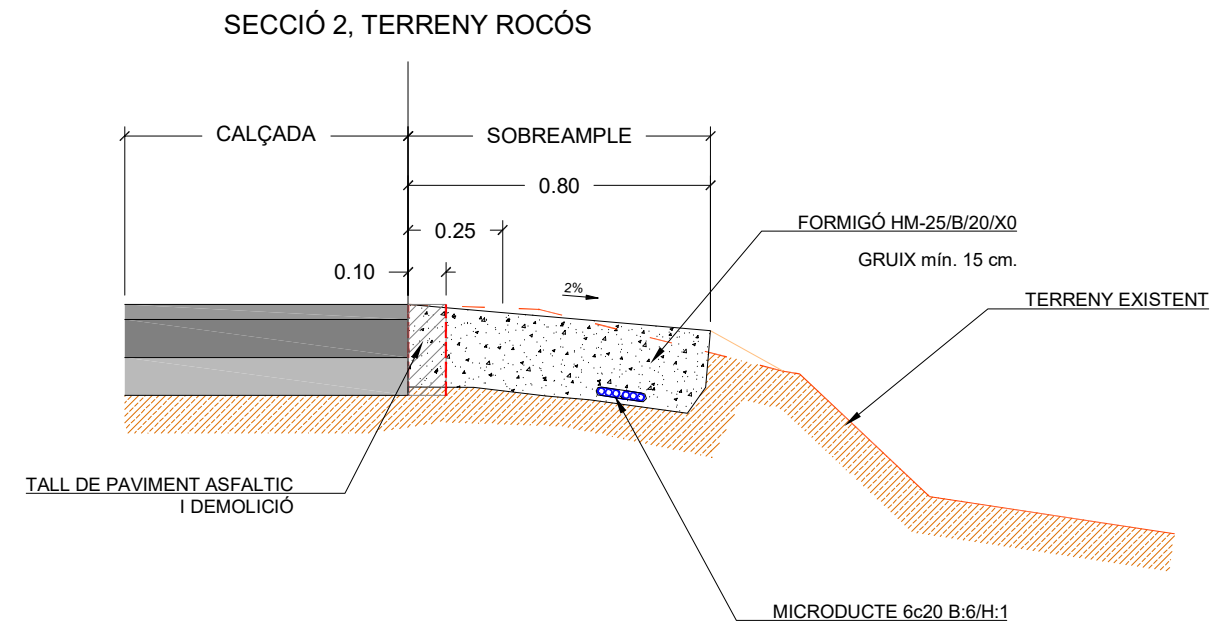 SECCIÓ 2, TERRENY ROCÓS
CALÇADA
SOBREAMPLE
0.80
0.25
0.10
2%
FORMIGÓ HM-25/B/20/X0
GRUIX mín. 15 cm.
TERRENY EXISTENT
TALL DE PAVIMENT ASFALTIC
I DEMOLICIÓ
MICRODUCTE 6c20 B:6/H:1